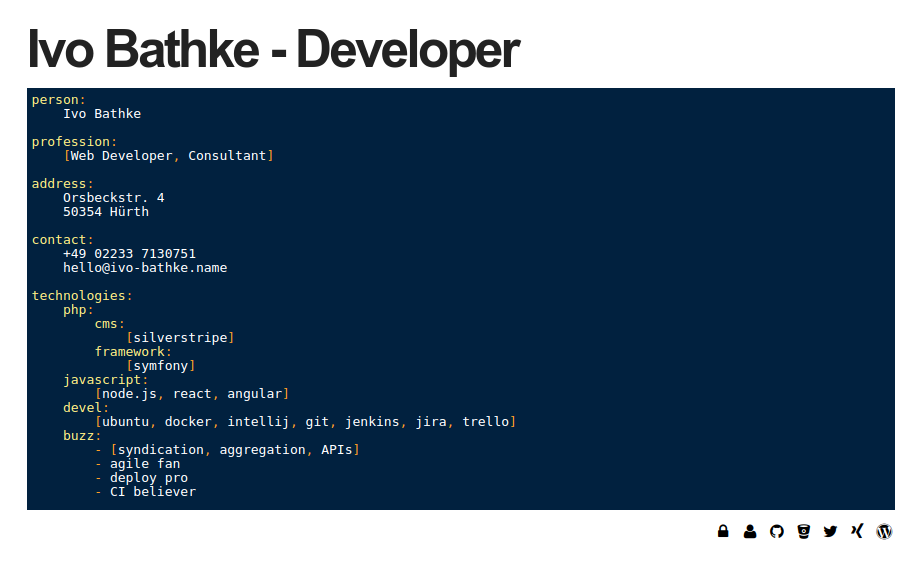 Ivo Bathke - Developer
person:
    Ivo Bathke
profession:
    [Web Developer, Consultant]
address:
    Orsbeckstr. 4
    50354 Hürth
contact:
    +49 02233 7130751
    hello@ivo-bathke.name
technologies:
    php:
        cms:
            [silverstripe]
        framework:
            [symfony]
    javascript:
        [node.js, react, angular]
    devel:
        [ubuntu, docker, intellij, git, jenkins, jira, trello]
    buzz:
        - [syndication, aggregation, APIs]
        - agile fan
        - deploy pro
        - CI believer